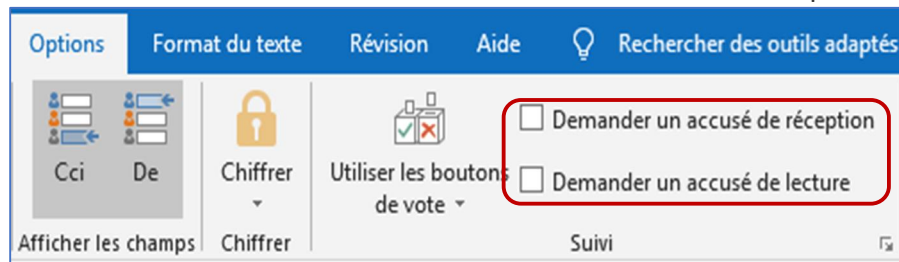 Options Format du texte Révision Aide Rechercher des outils adaptés
Demander un accusé de réception
Cci De Chiffrer Utiliser les boutons de vote
Demander un accusé de lecture
Afficher les champs Chiffrer Suivi